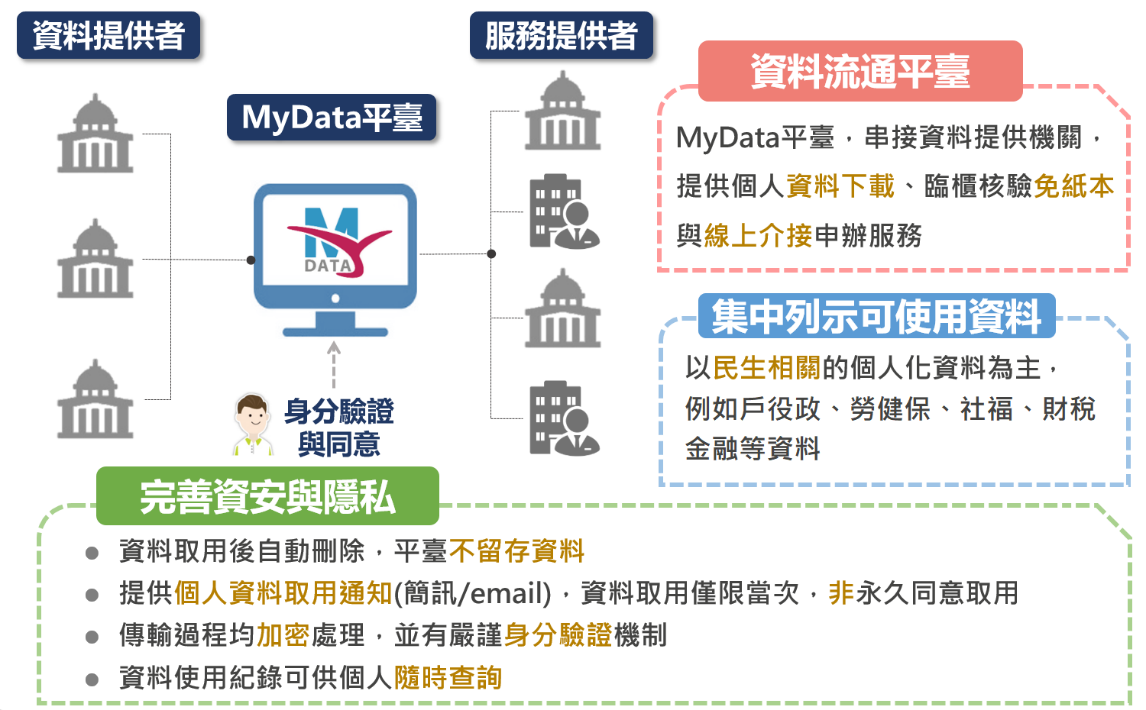 資料提供者
服務提供者
MyData平臺
M
DATA
身分驗證
與同意
資料流通平臺
MyData平臺，串接資料提供機關，
提供個人資料下載、臨櫃核驗免紙本
與線上介接申辦服務
集中列示可使用資料
以民生相關的個人化資料為主，
例如戶役政、勞健保、社福、財稅
金融等資料
完善資安與隱私
● 資料取用後自動刪除，平臺不留存資料
● 提供個人資料取用通知(簡訊/email)，資料取用僅限當次，非永久同意取用
● 傳輸過程均加密處理，並有嚴謹身分驗證機制
● 資料使用紀錄可供個人隨時查詢